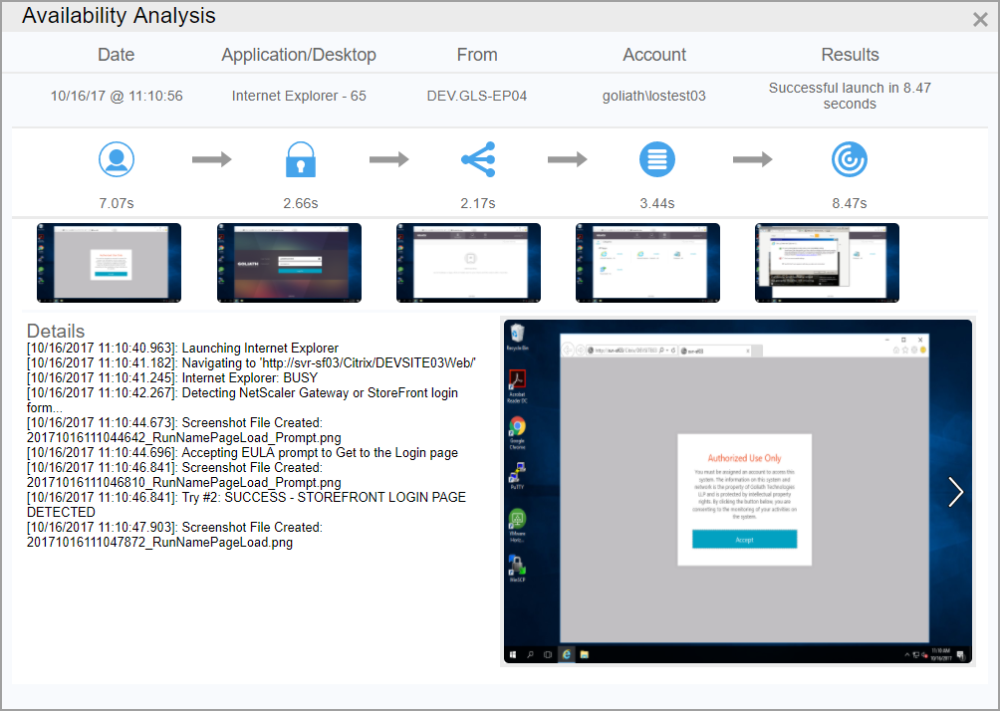 Availability Analysis
Date Application/Desktop From Account Results
10/16/17 @ 11:10:56 Internet Explorer - 65 DEV.GLS-EP04 goliath\lostest03 Successful launch in 8.47
seconds
7.07s 2.66s 2.17s 3.44s 8.47s
Details
[10/16/2017 11:10:40.963]: Launching Internet Explorer
[10/16/2017 11:10:41.182]: Navigating to 'http://svr-sf03/Citrix/DEVSITE03Web/'
[10/16/2017 11:10:41.245]: Internet Explorer: BUSY
[10/16/2017 11:10:42.267]: Detecting NetScaler Gateway or StoreFront login
form...
[10/16/2017 11:10:44.673]: Screenshot File Created:
20171016111044642_RunNamePageLoad_Prompt.png
[10/16/2017 11:10:44.696]: Accepting EULA prompt to Get to the Login page
[10/16/2017 11:10:46.841]: Screenshot File Created:
20171016111046810_RunNamePageLoad_Prompt.png
[10/16/2017 11:10:46.841]: Try #2: SUCCESS - STOREFRONT LOGIN PAGE
DETECTED
[10/16/2017 11:10:47.903]: Screenshot File Created:
20171016111047872_RunNamePageLoad.png
Recycle Bin
Acrobat
Reader DC
Google
Chrome
PuTTY
VMware
WinSCP
svr-sf03
Authorized Use Only
You must be assigned an account to access this
system. The information on this system and
network is the property of Goliath Technologies
LLP and is protected by intellectual property
rights. By clicking the button below, you are
consenting to the monitoring of your activities on
the system.
Accept
11:10 AM
10/16/2017